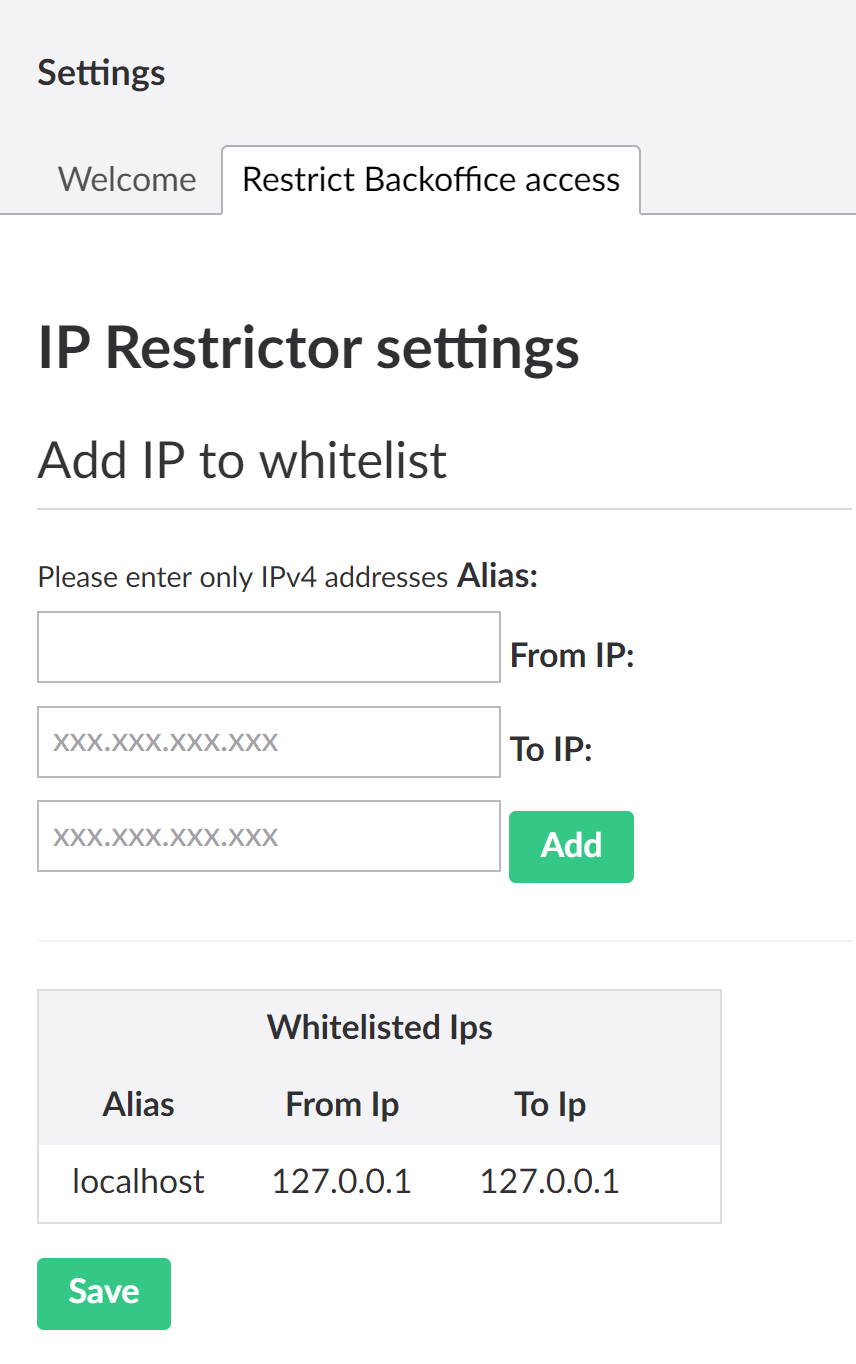 Settings
Welcome Restrict Backoffice access
IP Restrictor settings
Add IP to whitelist
Please enter only IPv4 addresses Alias:
From IP:
xxx.xxx.xxx.xxx To IP:
xxx.xxx.xxx.xxx Add
Whitelisted Ips
Alias From Ip To Ip
localhost 127.0.0.1 127.0.0.1
Save